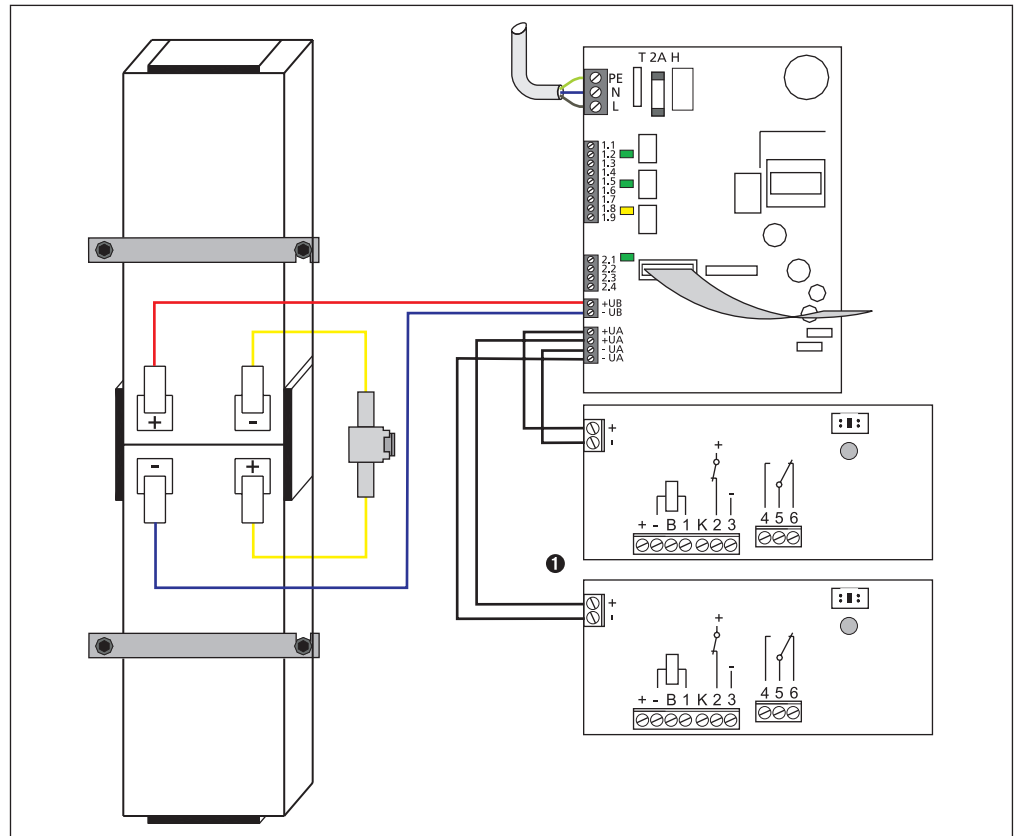 T 2A H
PE
N
L
1.1
1.2
1.3
1.4
1.5
1.6
1.7
1.8
1.9
2.1
2.2
2.3
2.4
+UB
- UB
+UA
+UA
- UA
- UA
+ -
- +
+
-
+
-
+ - B 1 K 2 3
4 5 6
1
+
-
+
-
+ - B 1 K 2 3
4 5 6